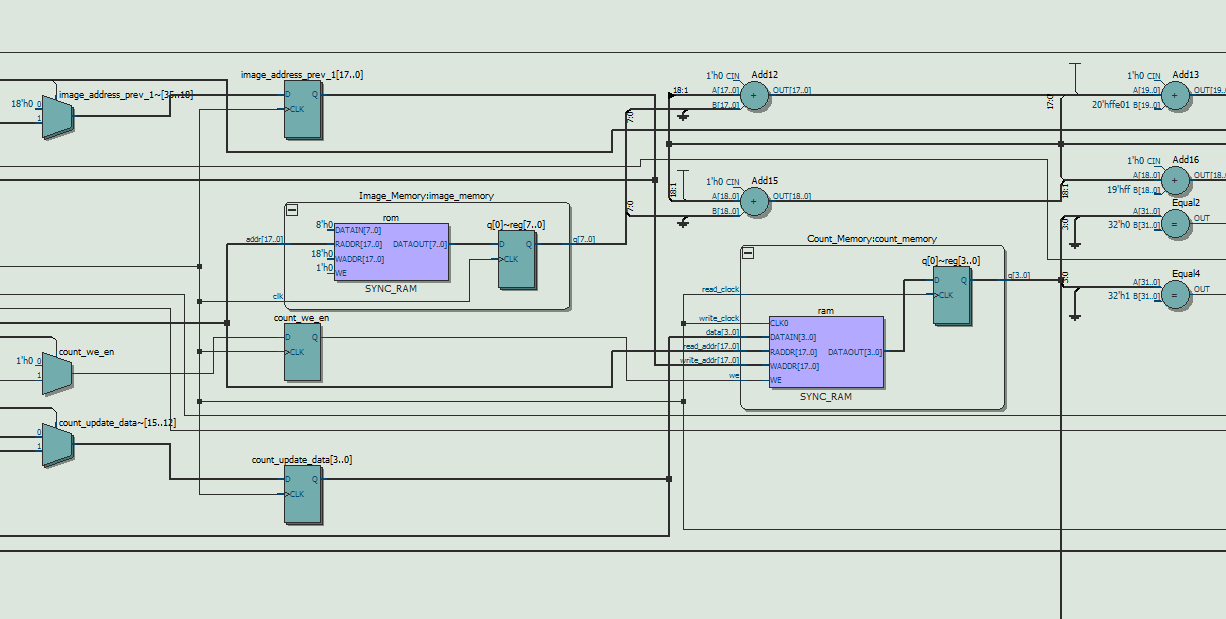 image_address_prev_1[17..0]
image_address_prev_1~[35..18]
18'h0 0
1
D Q
CLK
1'h0 CIN Add12
18:1 A[17..0] OUT[17..0]
B[17..0]
7:0
17:0
1'h0 CIN Add13
A[19..0] OUT[19..
20'hffe01 B[19..0]
1'h0 CIN Add16
A[18..0] OUT[18..
19'hff B[18..0]
18:1
1'h0 CIN Add15
18:1 A[18..0] OUT[18..0]
B[18..0]
7:0
Equal2
3:0 A[31..0] OUT
32'h0 B[31..0]
Image_Memory:image_memory
rom
8'h0 DATAIN[7..0]
addr[17..0] RADDR[17..0] DATAOUT[7..0]
18'h0 WADDR[17..0]
1'h0 WE
SYNC_RAM
q[0]~reg[7..0]
D Q q[7..0]
CLK
clk
Count_Memory:count_memory
q[0]~reg[3..0]
D Q q[3..0]
CLK
3:0
Equal4
A[31..0] OUT
32'h1 B[31..0]
read_clock
ram
write_clock CLK0
data[3..0] DATAIN[3..0]
read_addr[17..0] RADDR[17..0] DATAOUT[3..0]
write_addr[17..0] WADDR[17..0]
we WE
SYNC_RAM
count_we_en
D Q
CLK
count_we_en
1'h0 0
1
count_update_data~[15..12]
0
1
count_update_data[3..0]
D Q
CLK